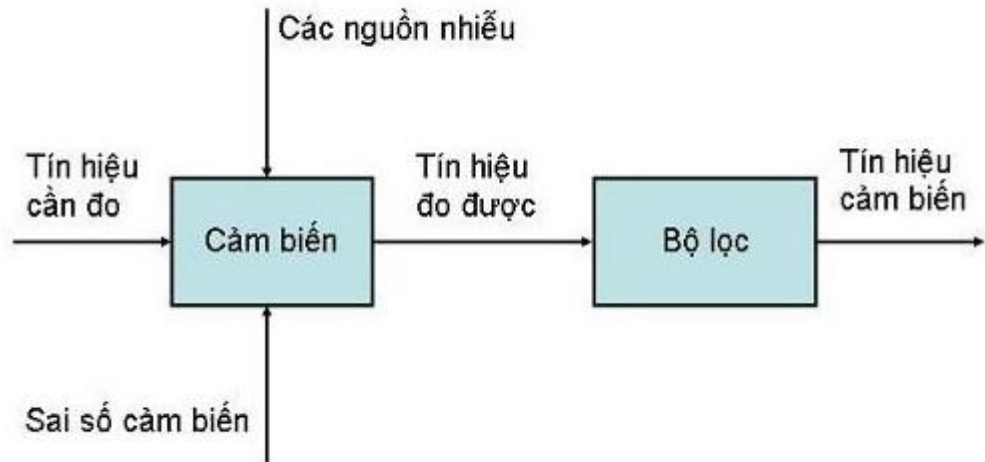 Các nguồn nhiễu
Tín hiệu
cần đo
Cảm biến
Tín hiệu
đo được
Bộ lọc
Tín hiệu
cảm biến
Sai số cảm biến